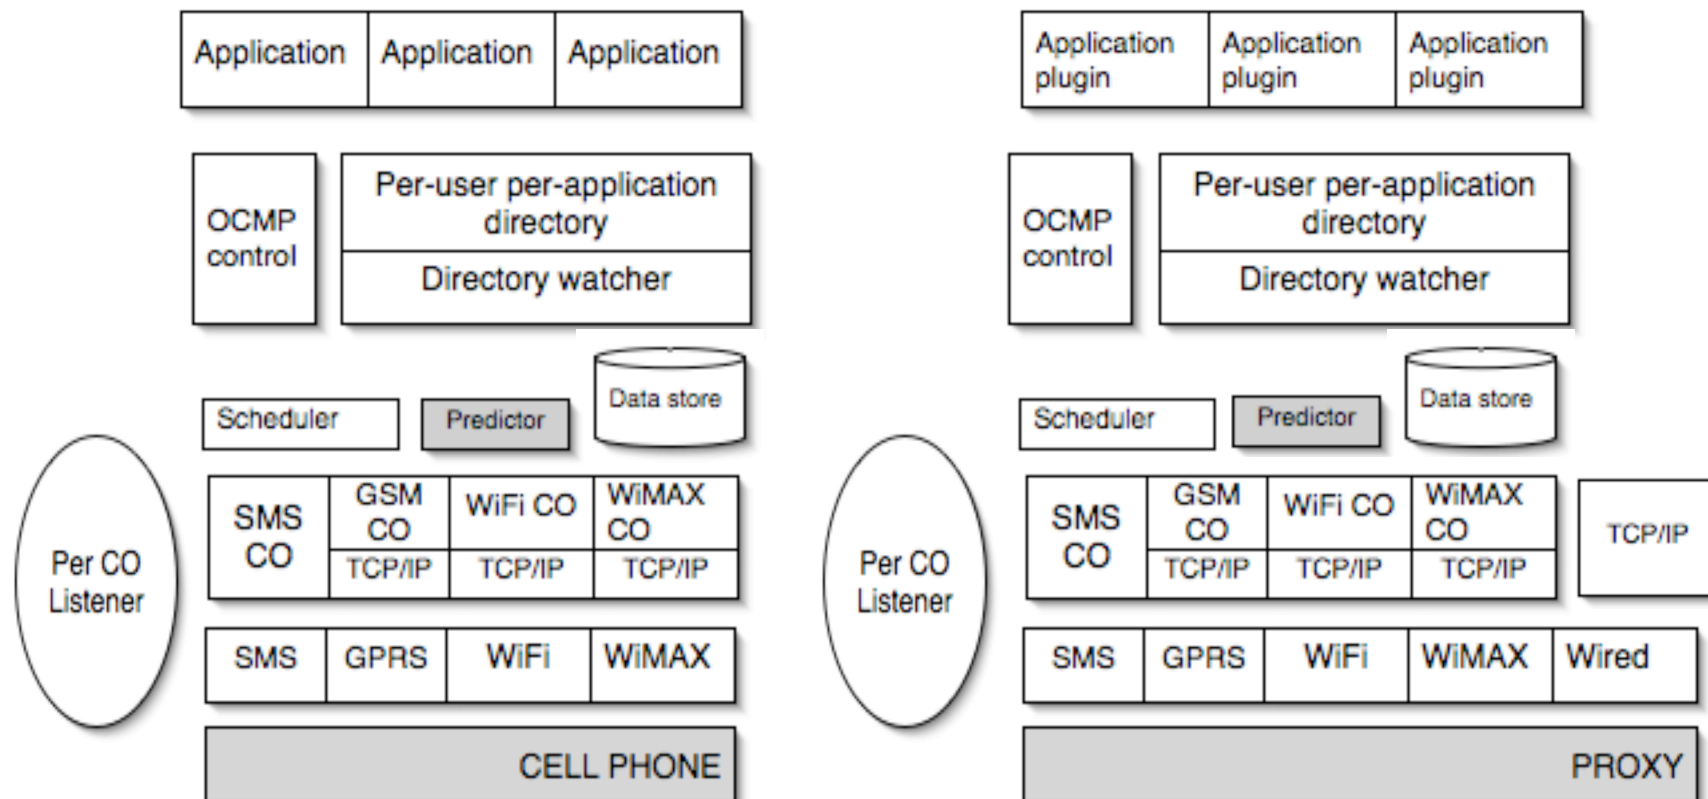 Application
Application
Application
OCMP
control
Per-user per-application
directory
Directory watcher
Scheduler
Predictor
Data store
Per CO
Listener
SMS
CO
GSM
CO
TCP/IP
WiFi CO
TCP/IP
WiMAX
CO
TCP/IP
SMS
GPRS
WiFi
WiMAX
CELL PHONE
Application
plugin
Application
plugin
Application
plugin
OCMP
control
Per-user per-application
directory
Directory watcher
Scheduler
Predictor
Data store
Per CO
Listener
SMS
CO
GSM
CO
TCP/IP
WiFi CO
TCP/IP
WiMAX
CO
TCP/IP
TCP/IP
SMS
GPRS
WiFi
WiMAX
Wired
PROXY